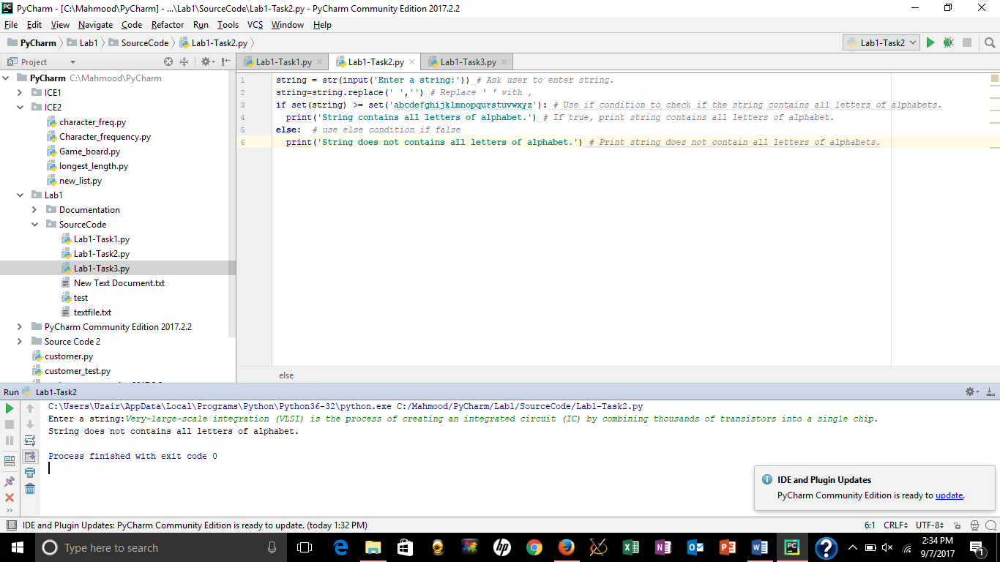 PyCharm - [C:\Mahmood\PyCharm] - ...\Lab1\SourceCode\Lab1-Task2.py - PyCharm Community Edition 2017.2.2
File Edit View Navigate Code Refactor Run Tools VCS Window Help
PyCharm Lab1 SourceCode Lab1-Task2.py Lab1-Task2
Project Lab1-Task1.py Lab1-Task2.py Lab1-Task3.py
PyCharm C:\Mahmood\PyCharm
ICE1
ICE2
character_freq.py
Character_frequency.py
Game_board.py
longest_length.py
new_list.py
Lab1
Documentation
SourceCode
Lab1-Task1.py
Lab1-Task2.py
Lab1-Task3.py
New Text Document.txt
test
textfile.txt
PyCharm Community Edition 2017.2.2
Source Code 2
customer.py
customer_test.py
1 string = str(input('Enter a string:')) # Ask user to enter string.
2 string=string.replace(' ','') # Replace ' ' with ,
3 if set(string) >= set('abcdefghijklmnopqurstuvwxyz'): # Use if condition to check if the string contains all letters of alphabets.
4 print('String contains all letters of alphabet.') # If true, print string contains all letters of alphabet.
5 else: # use else condition if false
6 print('String does not contains all letters of alphabet.') # Print string does not contain all letters of alphabets.
else
Run Lab1-Task2
C:\Users\Uzair\AppData\Local\Programs\Python\Python36-32\python.exe C:/Mahmood/PyCharm/Lab1/SourceCode/Lab1-Task2.py
Enter a string:Very-large-scale integration (VLSI) is the process of creating an integrated circuit (IC) by combining thousands of transistors into a single chip.
String does not contains all letters of alphabet.
Process finished with exit code 0
IDE and Plugin Updates
PyCharm Community Edition is ready to update.
IDE and Plugin Updates: PyCharm Community Edition is ready to update. (today 1:32 PM) 6:1 CRLF UTF-8
Type here to search
2:34 PM
9/7/2017
1